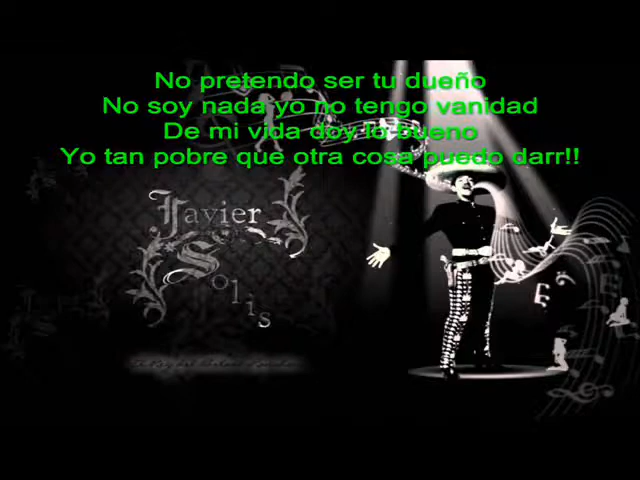 No pretendo ser tu dueño
No soy nada yo no tengo vanidad
De mi vida doy lo bueno
Yo tan pobre que otra cosa puedo darr!!
Javier
Solis